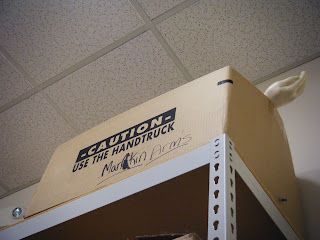 -CAUTION-
USE THE HANDTRUCK
Manikin Arms